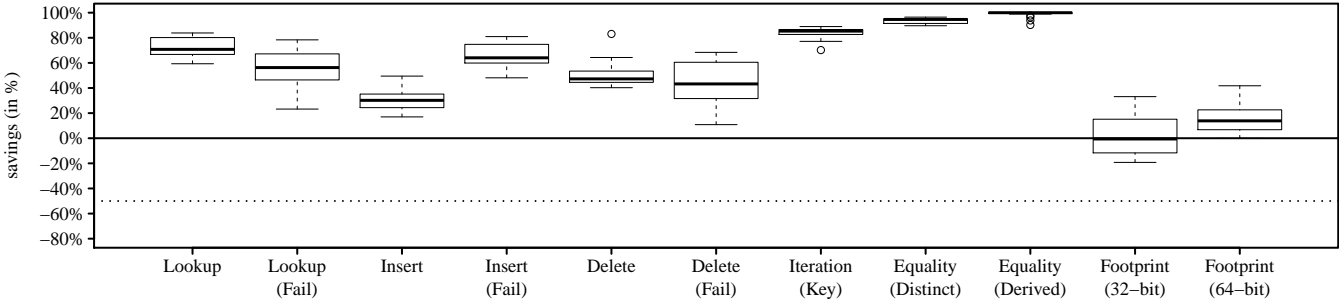 100%
80%
60%
40%
20%
0%
−20%
−40%
−60%
−80%
savings (in %)
Lookup
Lookup
(Fail)
Insert
Insert
(Fail)
Delete
Delete
(Fail)
Iteration
(Key)
Equality
(Distinct)
Equality
(Derived)
Footprint
(32−bit)
Footprint
(64−bit)